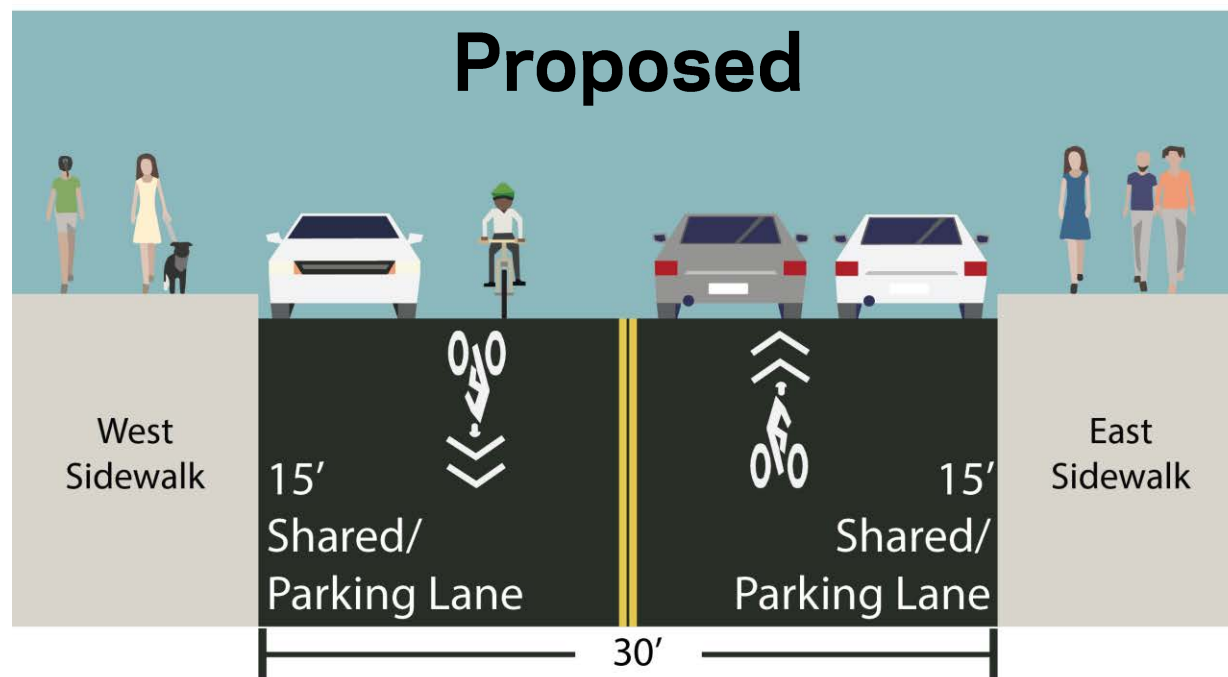 Proposed
West
Sidewalk
15’
Shared/
Parking Lane
15’
Shared/
Parking Lane
East
Sidewalk
30’